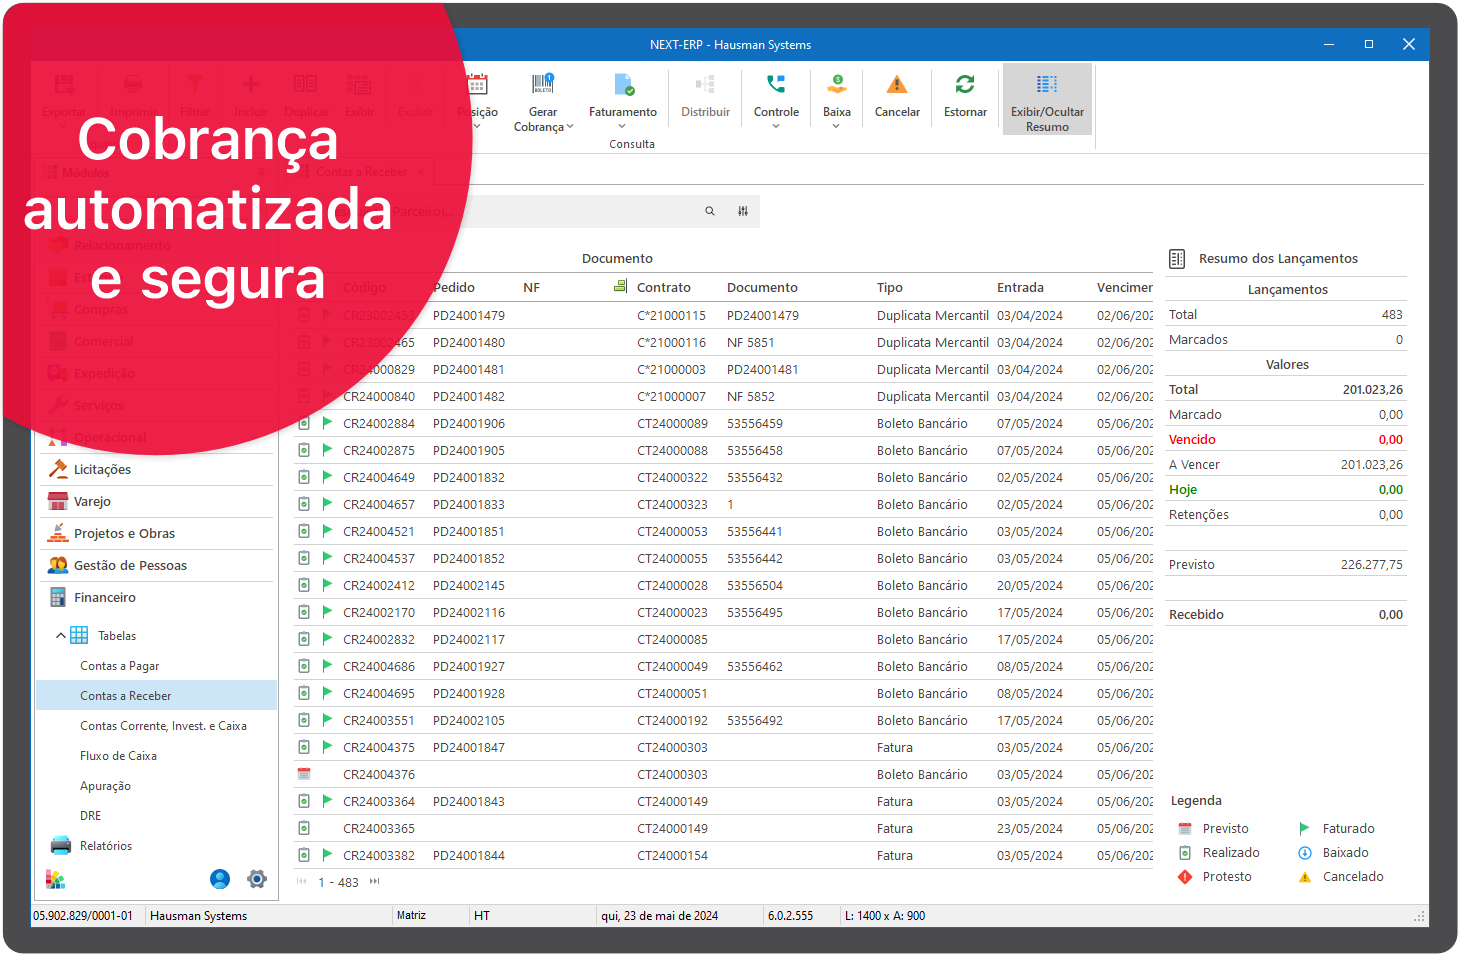 NEXT-ERP - Hausman Systems
Exportar Imprimir Filtrar Incluir Duplicar Exibir Excluir Posição Gerar Cobrança Faturamento Distribuir Controle Baixa Cancelar Estornar Exibir/Ocultar Resumo
Consulta
Cobrança
automatizada
e segura
Módulos
Contas a Receber
Parceiro)...
Relacionamento
Compras
Comercial
Expedição
Serviços
Operacional
Licitações
Varejo
Projetos e Obras
Gestão de Pessoas
Financeiro
Tabelas
Contas a Pagar
Contas a Receber
Contas Corrente, Invest. e Caixa
Fluxo de Caixa
Apuração
DRE
Relatórios
Documento
Código Pedido NF Contrato Documento Tipo Entrada Vencimen
CR23002453 PD24001479 C*21000115 PD24001479 Duplicata Mercantil 03/04/2024 02/06/202
CR23002465 PD24001480 C*21000116 NF 5851 Duplicata Mercantil 03/04/2024 02/06/202
CR24000829 PD24001481 C*21000003 PD24001481 Duplicata Mercantil 03/04/2024 02/06/202
CR24000840 PD24001482 C*21000007 NF 5852 Duplicata Mercantil 03/04/2024 02/06/202
CR24002884 PD24001906 CT24000089 53556459 Boleto Bancário 07/05/2024 05/06/202
CR24002875 PD24001905 CT24000088 53556458 Boleto Bancário 07/05/2024 05/06/202
CR24004649 PD24001832 CT24000322 53556432 Boleto Bancário 02/05/2024 05/06/202
CR24004657 PD24001833 CT24000323 1 Boleto Bancário 02/05/2024 05/06/202
CR24004521 PD24001851 CT24000053 53556441 Boleto Bancário 03/05/2024 05/06/202
CR24004537 PD24001852 CT24000055 53556442 Boleto Bancário 03/05/2024 05/06/202
CR24002412 PD24002145 CT24000028 53556504 Boleto Bancário 20/05/2024 05/06/202
CR24002170 PD24002116 CT24000023 53556495 Boleto Bancário 17/05/2024 05/06/202
CR24002832 PD24002117 CT24000085 Boleto Bancário 17/05/2024 05/06/202
CR24004686 PD24001927 CT24000049 53556462 Boleto Bancário 08/05/2024 05/06/202
CR24004695 PD24001928 CT24000051 Boleto Bancário 08/05/2024 05/06/202
CR24003551 PD24002105 CT24000192 53556492 Boleto Bancário 17/05/2024 05/06/202
CR24004375 PD24001847 CT24000303 Fatura 03/05/2024 05/06/202
CR24004376 CT24000303 Boleto Bancário 03/05/2024 05/06/202
CR24003364 PD24001843 CT24000149 Fatura 03/05/2024 05/06/202
CR24003365 CT24000149 Fatura 23/05/2024 05/06/202
CR24003382 PD24001844 CT24000154 Fatura 03/05/2024 05/06/202
1 - 483
Resumo dos Lançamentos
Lançamentos
Total 483
Marcados 0
Valores
Total 201.023,26
Marcado 0,00
Vencido 0,00
A Vencer 201.023,26
Hoje 0,00
Retenções 0,00
Previsto 226.277,75
Recebido 0,00
Legenda
Previsto Faturado
Realizado Baixado
Protesto Cancelado
05.902.829/0001-01 Hausman Systems Matriz HT qui, 23 de mai de 2024 6.0.2.555 L: 1400 x A: 900